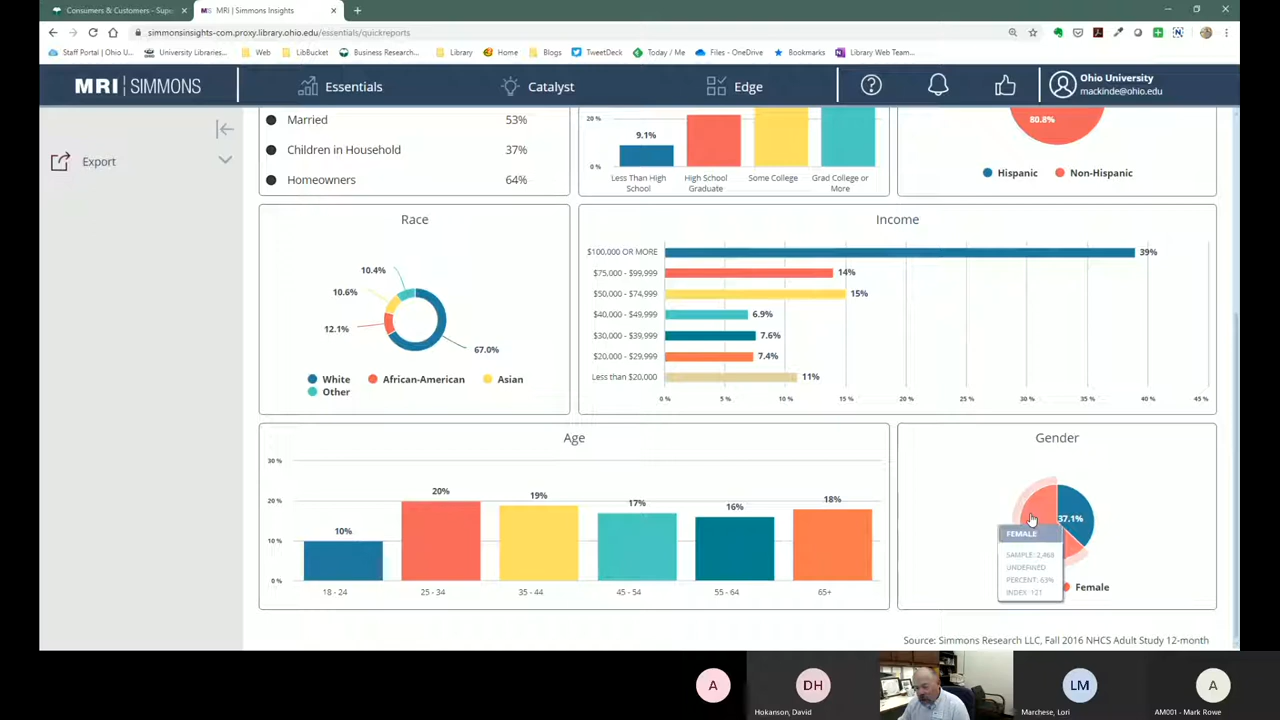 Consumers & Customers - Sup
MRI | Simmons Insights
simmonsinsights-com.proxy.library.ohio.edu/essentials/quickreports
Staff Portal | Ohio U...
University Libraries...
Web
LibBucket
Business Research...
Library
Home
Blogs
TweetDeck
Today / Me
Files - OneDrive
Bookmarks
Library Web Team...
MRI | SIMMONS
Essentials
Catalyst
Edge
Ohio University
mackinde@ohio.edu
Export
Married 53%
Children in Household 37%
Homeowners 64%
20 %
9.1%
0 %
Less Than High School
High School Graduate
Some College
Grad College or More
80.8%
Hispanic Non-Hispanic
Race
10.4%
10.6%
12.1%
67.0%
White African-American Asian
Other
Income
$100,000 OR MORE 39%
$75,000 - $99,999 14%
$50,000 - $74,999 15%
$40,000 - $49,999 6.9%
$30,000 - $39,999 7.6%
$20,000 - $29,999 7.4%
Less than $20,000 11%
0 % 5 % 10 % 15 % 20 % 25 % 30 % 35 % 40 % 45 %
Age
30 %
20 %
10 %
0 %
10% 20% 19% 17% 16% 18%
18 - 24 25 - 34 35 - 44 45 - 54 55 - 64 65+
Gender
37.1%
FEMALE
SAMPLE: 2,468
UNDEFINED
PERCENT: 63%
INDEX: 121
Female
Source: Simmons Research LLC, Fall 2016 NHCS Adult Study 12-month
A
DH
Hokanson, David
LM
Marchese, Lori
A
AM001 - Mark Rowe